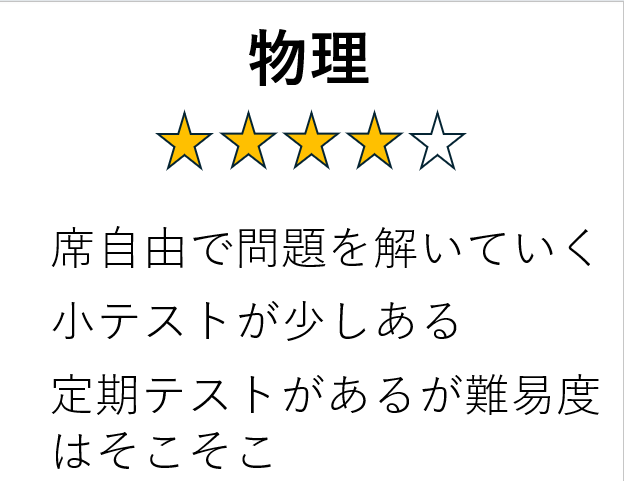 物理
★★★★☆
席自由で問題を解いていく
小テストが少しある
定期テストがあるが難易度
はそこそこ